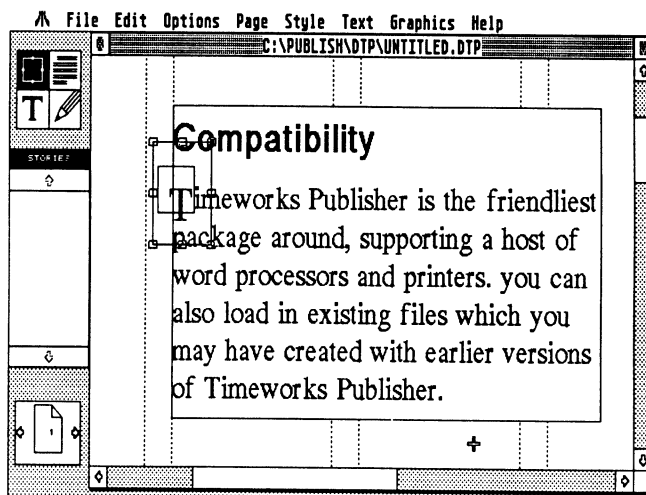 File Edit Options Page Style Text Graphics Help
C:\PUBLISH\DTP\UNTITLED.DTP
T
STORIES
Compatibility
Timeworks Publisher is the friendliest
package around, supporting a host of
word processors and printers. you can
also load in existing files which you
may have created with earlier versions
of Timeworks Publisher.
1